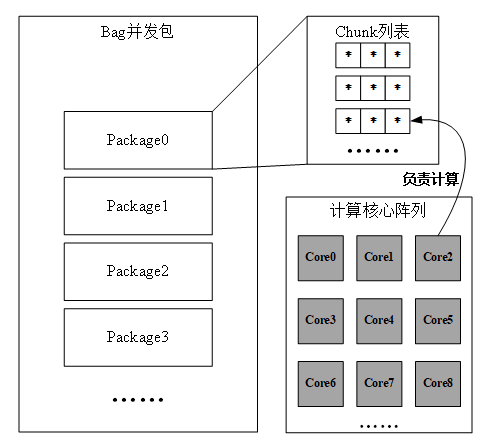 Bag并发包
Package0
Package1
Package2
Package3
……
Chunk列表
* * *
* * *
* * *
……
负责计算
计算核心阵列
Core0 Core1 Core2
Core3 Core4 Core5
Core6 Core7 Core8
……